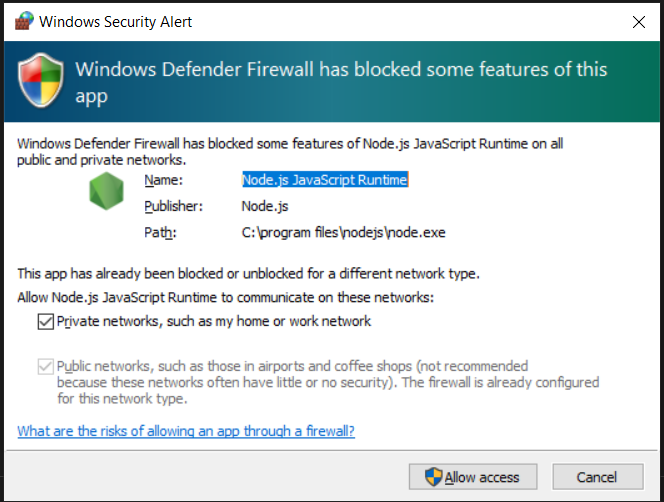 Windows Security Alert
Windows Defender Firewall has blocked some features of this
app
Windows Defender Firewall has blocked some features of Node.js JavaScript Runtime on all
public and private networks.
Name: Node.js JavaScript Runtime
Publisher: Node.js
Path: C:\program files\nodejs\node.exe
This app has already been blocked or unblocked for a different network type.
Allow Node.js JavaScript Runtime to communicate on these networks:
Private networks, such as my home or work network
Public networks, such as those in airports and coffee shops (not recommended
because these networks often have little or no security). The firewall is already configured
for this network type.
What are the risks of allowing an app through a firewall?
Allow access Cancel